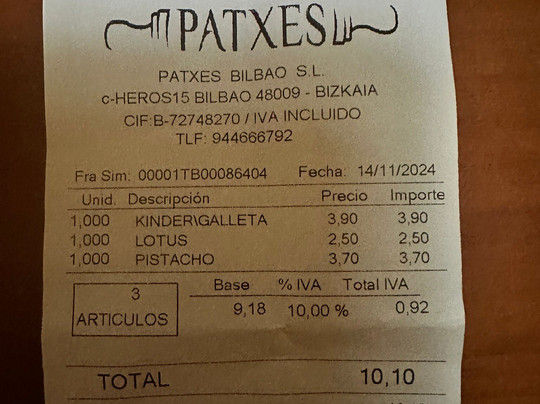 PATXES
PATXES BILBAO S.L.
c-HEROS15 BILBAO 48009 - BIZKAIA
CIF:B-72748270 / IVA INCLUIDO
TLF: 944666792
Fra Sim: 00001TB00086404 Fecha: 14/11/2024
Unid. Descripción Precio Importe
1,000 KINDER\GALLETA 3,90 3,90
1,000 LOTUS 2,50 2,50
1,000 PISTACHO 3,70 3,70
3 ARTICULOS
Base % IVA Total IVA
9,18 10,00 % 0,92
TOTAL 10,10